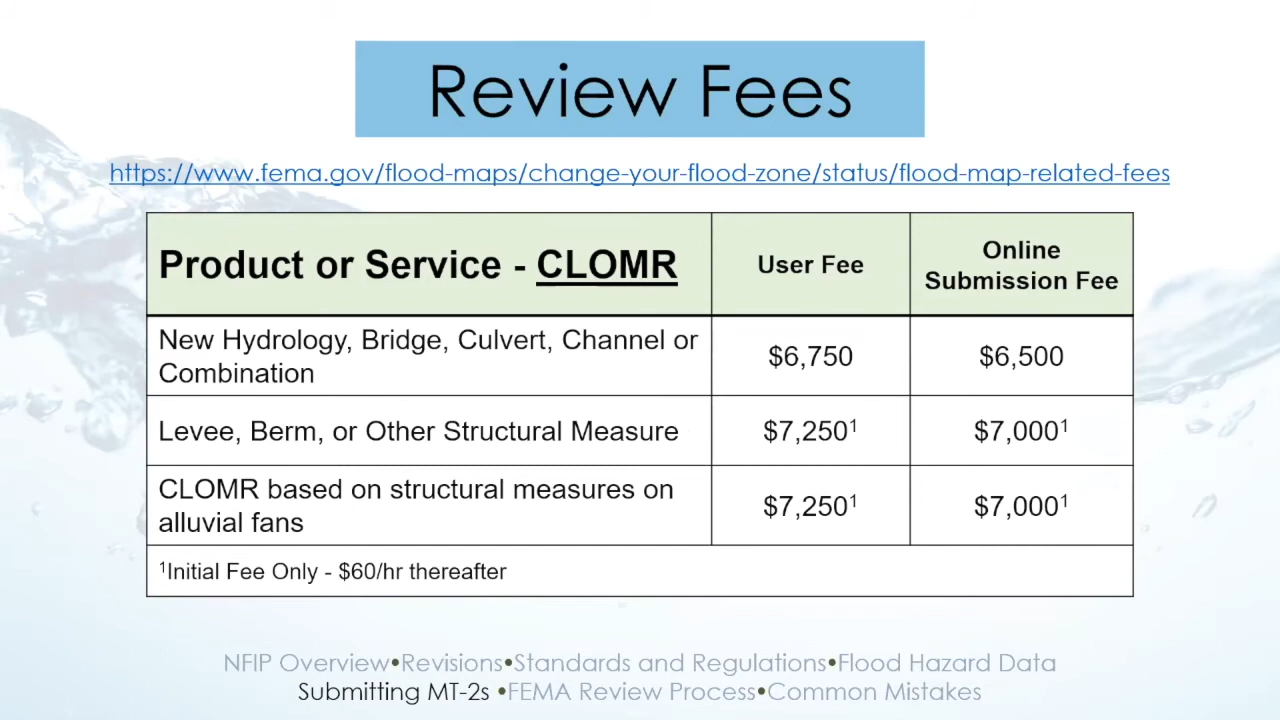 Review Fees
https://www.fema.gov/flood-maps/change-your-flood-zone/status/flood-map-related-fees
Product or Service - CLOMR
User Fee
Online
Submission Fee
New Hydrology, Bridge, Culvert, Channel or
Combination
$6,750
$6,500
Levee, Berm, or Other Structural Measure
$7,250¹
$7,000¹
CLOMR based on structural measures on
alluvial fans
$7,250¹
$7,000¹
¹Initial Fee Only - $60/hr thereafter
NFIP Overview•Revisions•Standards and Regulations•Flood Hazard Data
Submitting MT-2s •FEMA Review Process•Common Mistakes